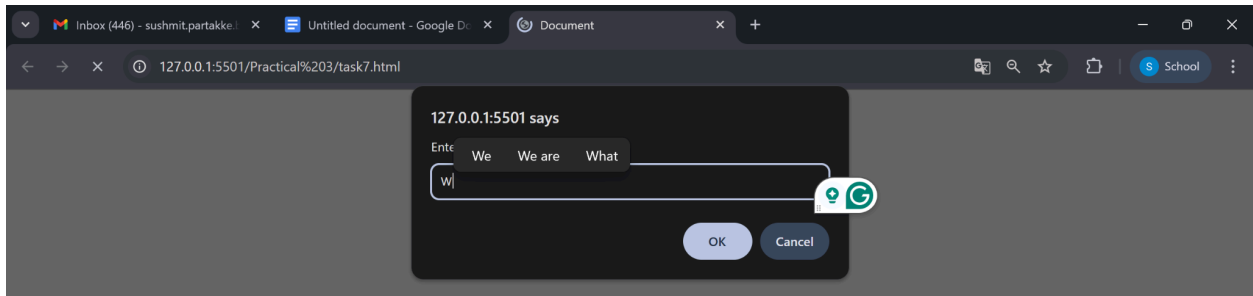 Inbox (446) - sushmit.partakke. Untitled document - Google Do Document
127.0.0.1:5501/Practical%203/task7.html S School
127.0.0.1:5501 says
Ente
We We are What
W
G
OK Cancel